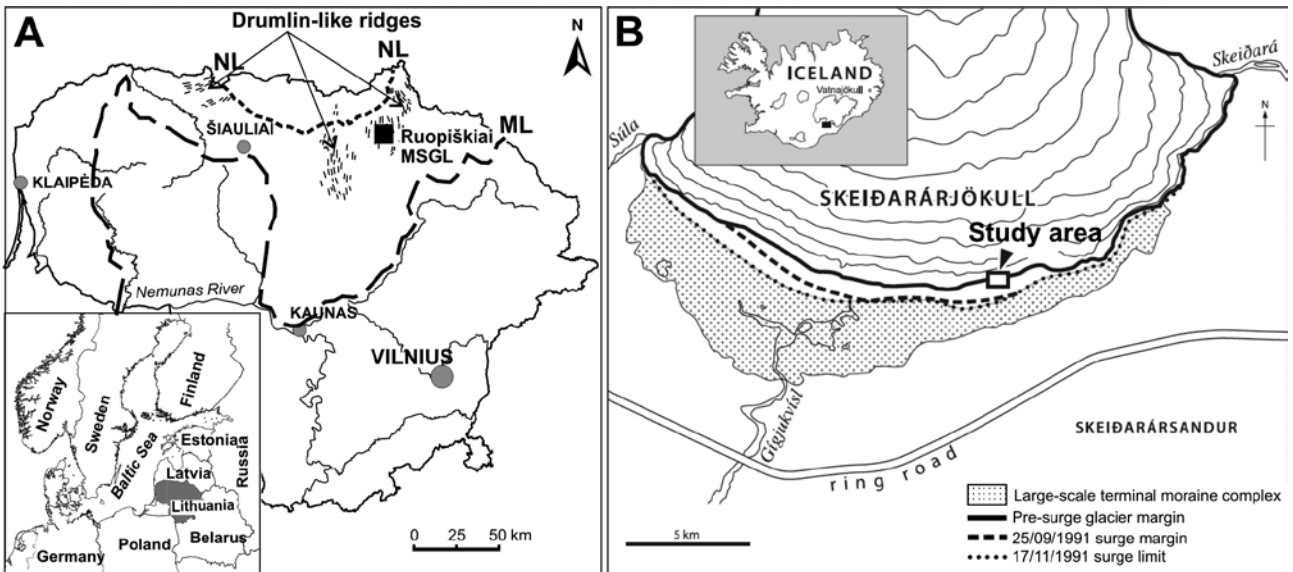 A
Drumlin-like ridges
N
NL
NL
ŠIAULIAI
Ruopiškiai
MSGL
ML
KLAIPĖDA
Nemunas River
KAUNAS
VILNIUS
Norway
Sweden
Finland
Baltic Sea
Estonia
Russia
Latvia
Lithuania
Belarus
Poland
Germany
0 25 50 km
B
ICELAND
Vatnajökull
Skeiðará
N
Súla
SKEIÐARÁRJÖKULL
Study area
Gígjukvísl
ring road
SKEIÐARÁRSANDUR
5 km
Large-scale terminal moraine complex
Pre-surge glacier margin
25/09/1991 surge margin
17/11/1991 surge limit